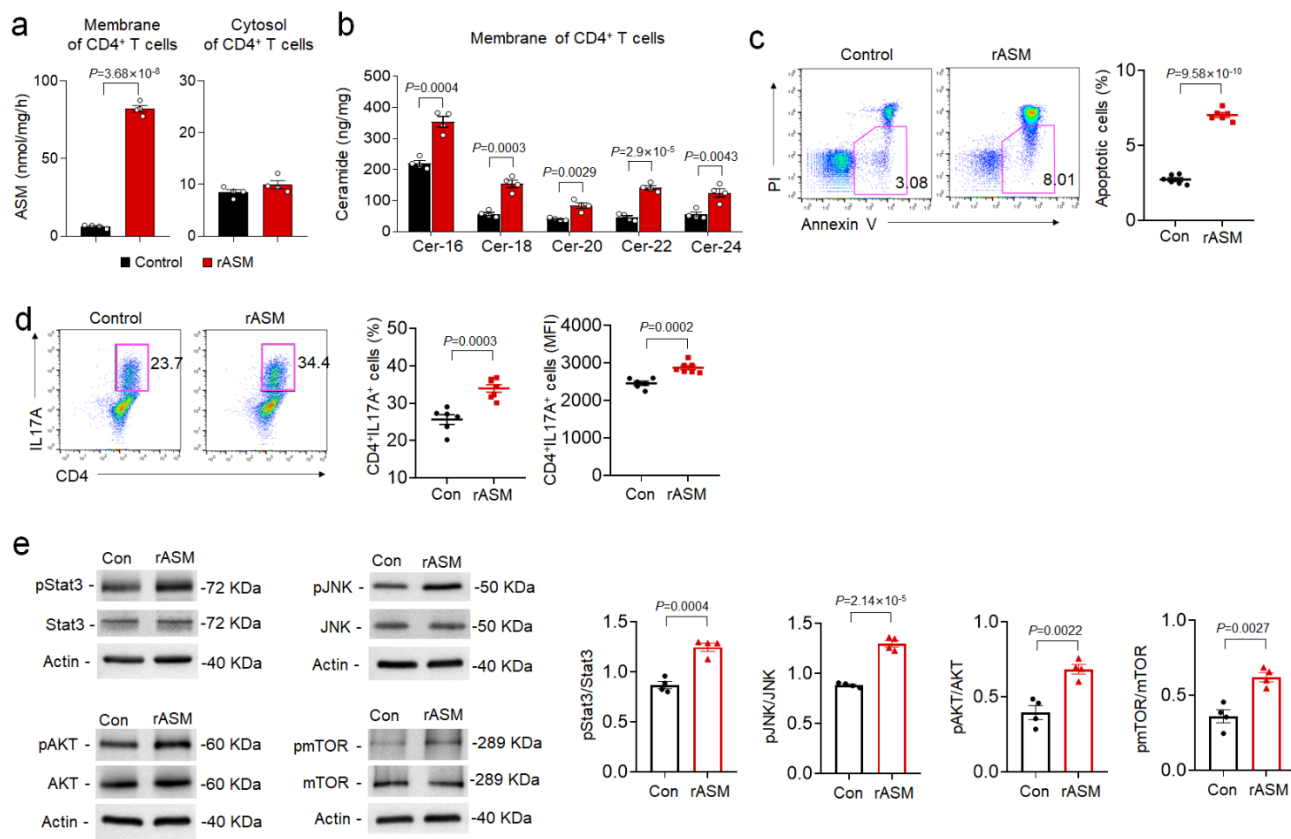 a
Membrane
of CD4⁺ T cells
Cytosol
of CD4⁺ T cells
ASM (nmol/mg/h)
100
50
0
P=3.68×10⁻⁸
30
20
10
0
Control
rASM
b
Membrane of CD4⁺ T cells
Ceramide (ng/mg)
500
400
300
200
100
0
P=0.0004
P=0.0003
P=0.0029
P=2.9×10⁻⁵
P=0.0043
Cer-16
Cer-18
Cer-20
Cer-22
Cer-24
c
Control
rASM
PI
3.08
8.01
Annexin V
Apoptotic cells (%)
10
5
0
P=9.58×10⁻¹⁰
Con
rASM
d
Control
rASM
IL17A
23.7
34.4
CD4
CD4⁺IL17A⁺ cells (%)
40
30
20
10
P=0.0003
Con
rASM
CD4⁺IL17A⁺ cells (MFI)
4000
3000
2000
1000
0
P=0.0002
Con
rASM
e
Con
rASM
pStat3 -
-72 KDa
Stat3 -
-72 KDa
Actin -
-40 KDa
Con
rASM
pJNK -
-50 KDa
JNK -
-50 KDa
Actin -
-40 KDa
Con
rASM
pAKT -
-60 KDa
AKT -
-60 KDa
Actin -
-40 KDa
Con
rASM
pmTOR -
-289 KDa
mTOR -
-289 KDa
Actin -
-40 KDa
pStat3/Stat3
1.5
1.0
0.5
0.0
P=0.0004
Con
rASM
pJNK/JNK
1.5
1.0
0.5
0.0
P=2.14×10⁻⁵
Con
rASM
pAKT/AKT
1.0
0.5
0.0
P=0.0022
Con
rASM
pmTOR/mTOR
1.0
0.5
0.0
P=0.0027
Con
rASM